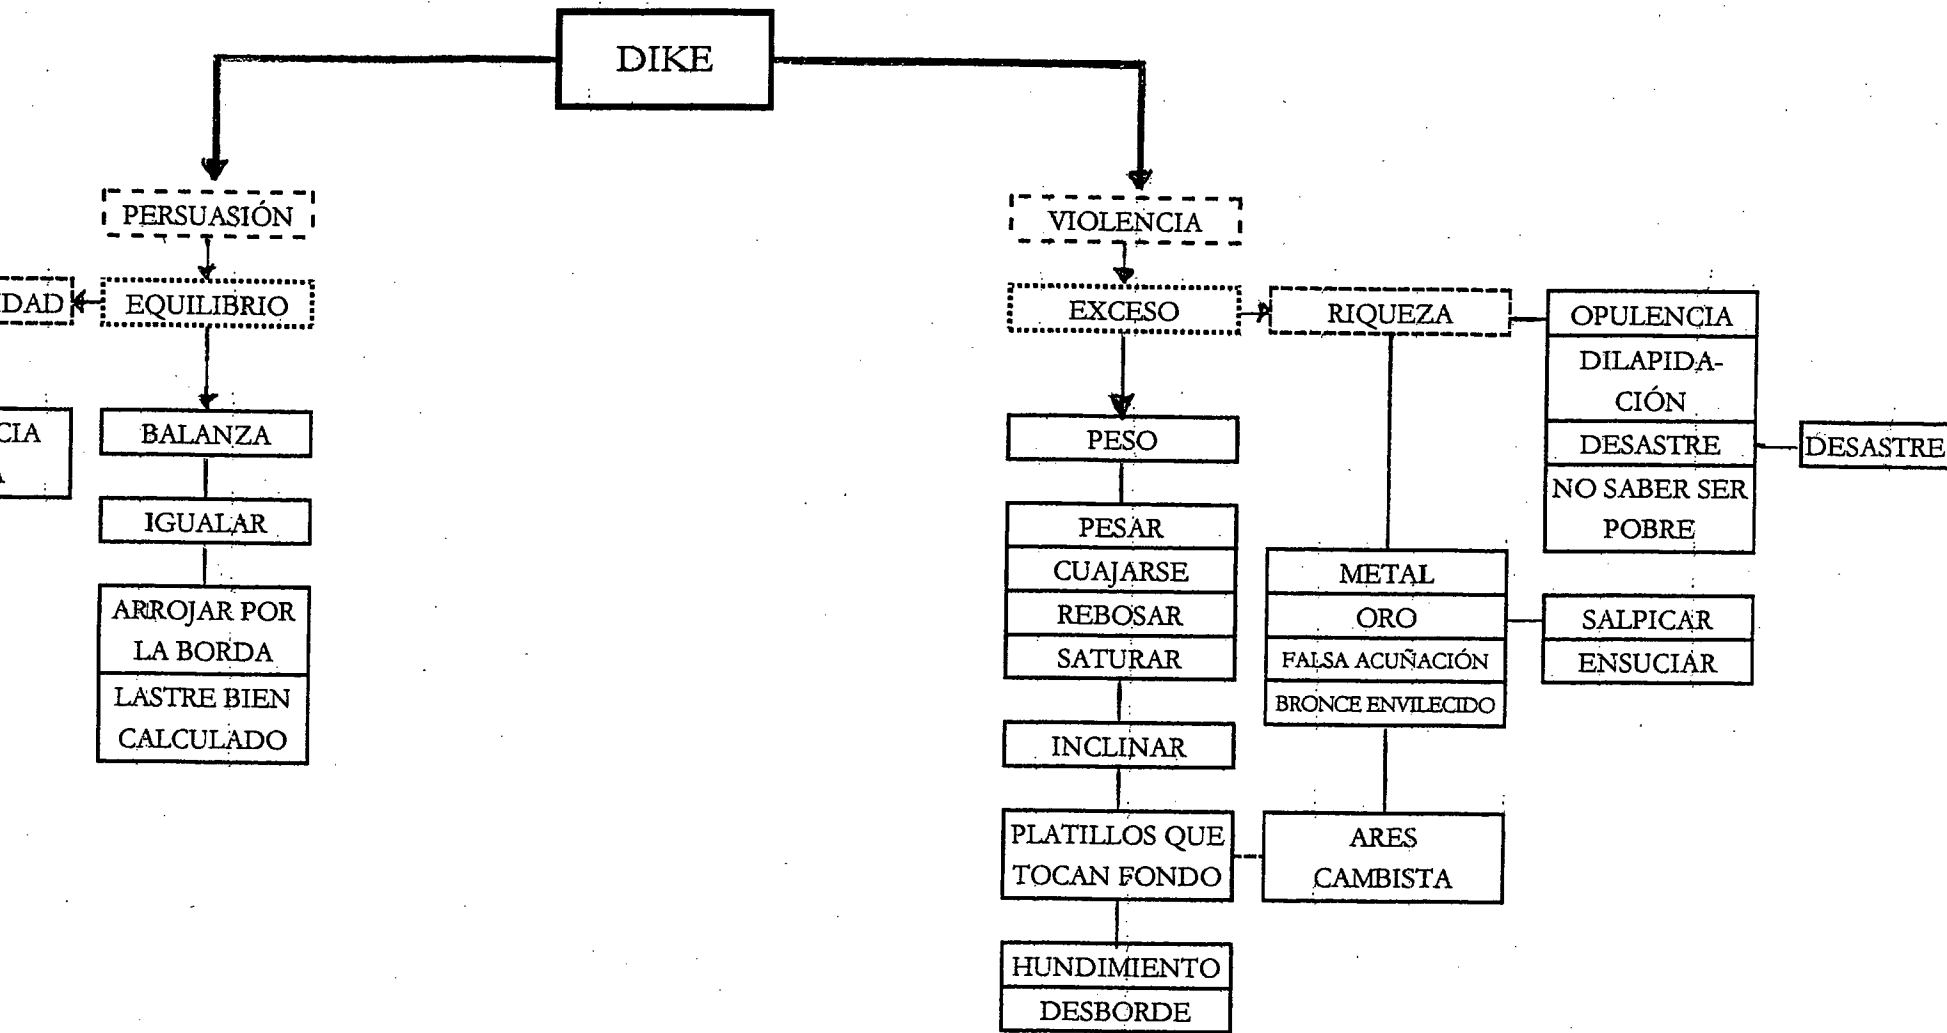 DIKE
PERSUASIÓN
VIOLENCIA
IDAD
EQUILIBRIO
EXCESO
RIQUEZA
OPULENCIA
DILAPIDA-
CIÓN
DESASTRE
NO SABER SER
POBRE
DESASTRE
CIA
A
BALANZA
IGUALAR
ARROJAR POR
LA BORDA
LASTRE BIEN
CALCULADO
PESO
PESAR
CUAJARSE
REBOSAR
SATURAR
INCLINAR
PLATILLOS QUE
TOCAN FONDO
HUNDIMIENTO
DESBORDE
METAL
ORO
FALSA ACUÑACIÓN
BRONCE ENVILECIDO
SALPICAR
ENSUCIAR
ARES
CAMBISTA